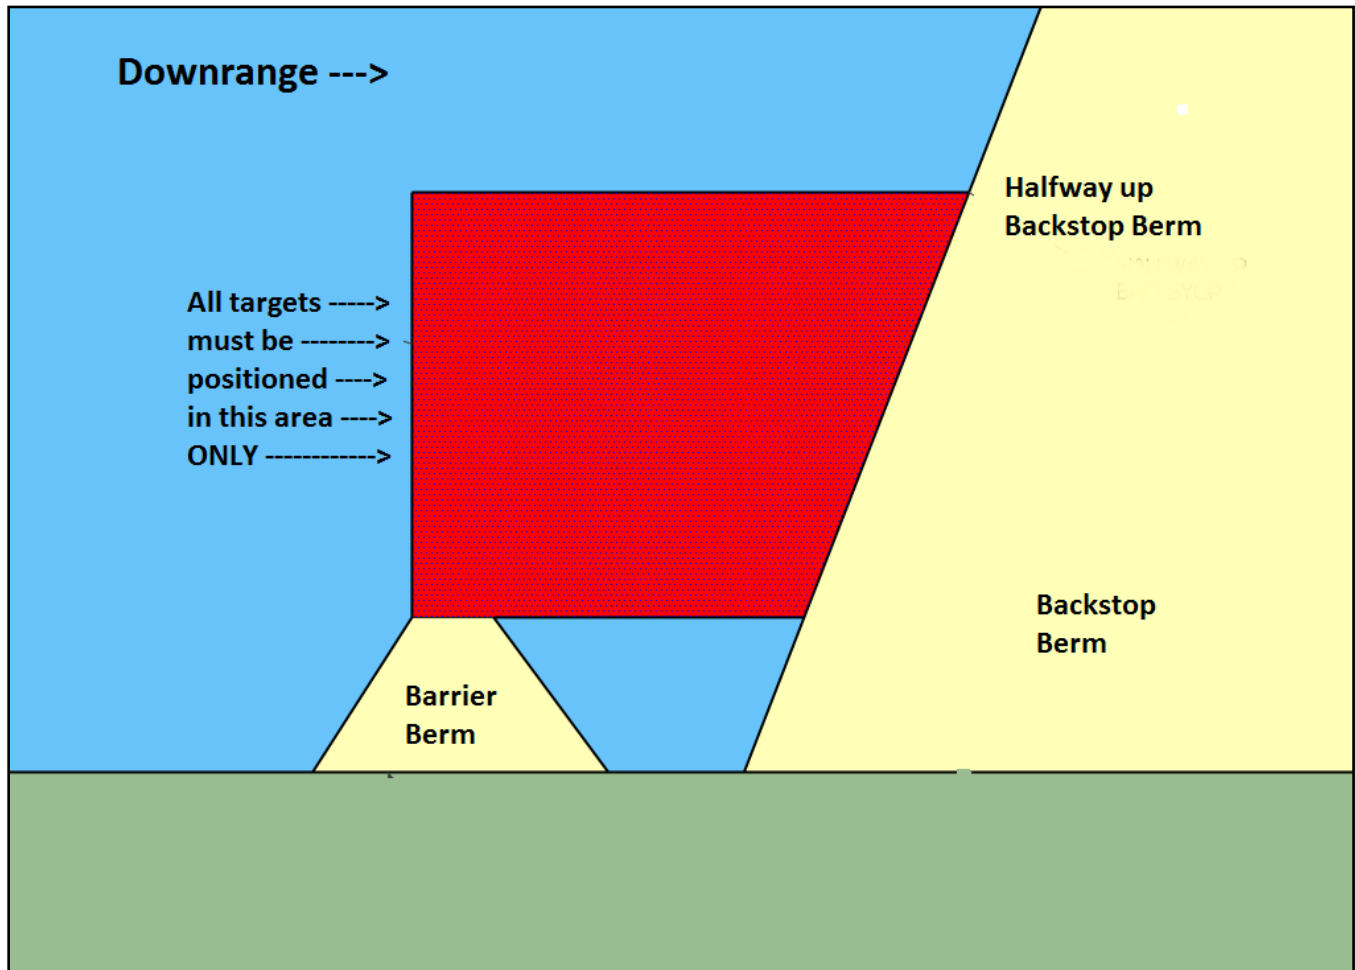 Downrange --->
Halfway up
Backstop Berm
All targets ----->
must be -------->
positioned ---->
in this area ---->
ONLY ------------>
Backstop
Berm
Barrier
Berm